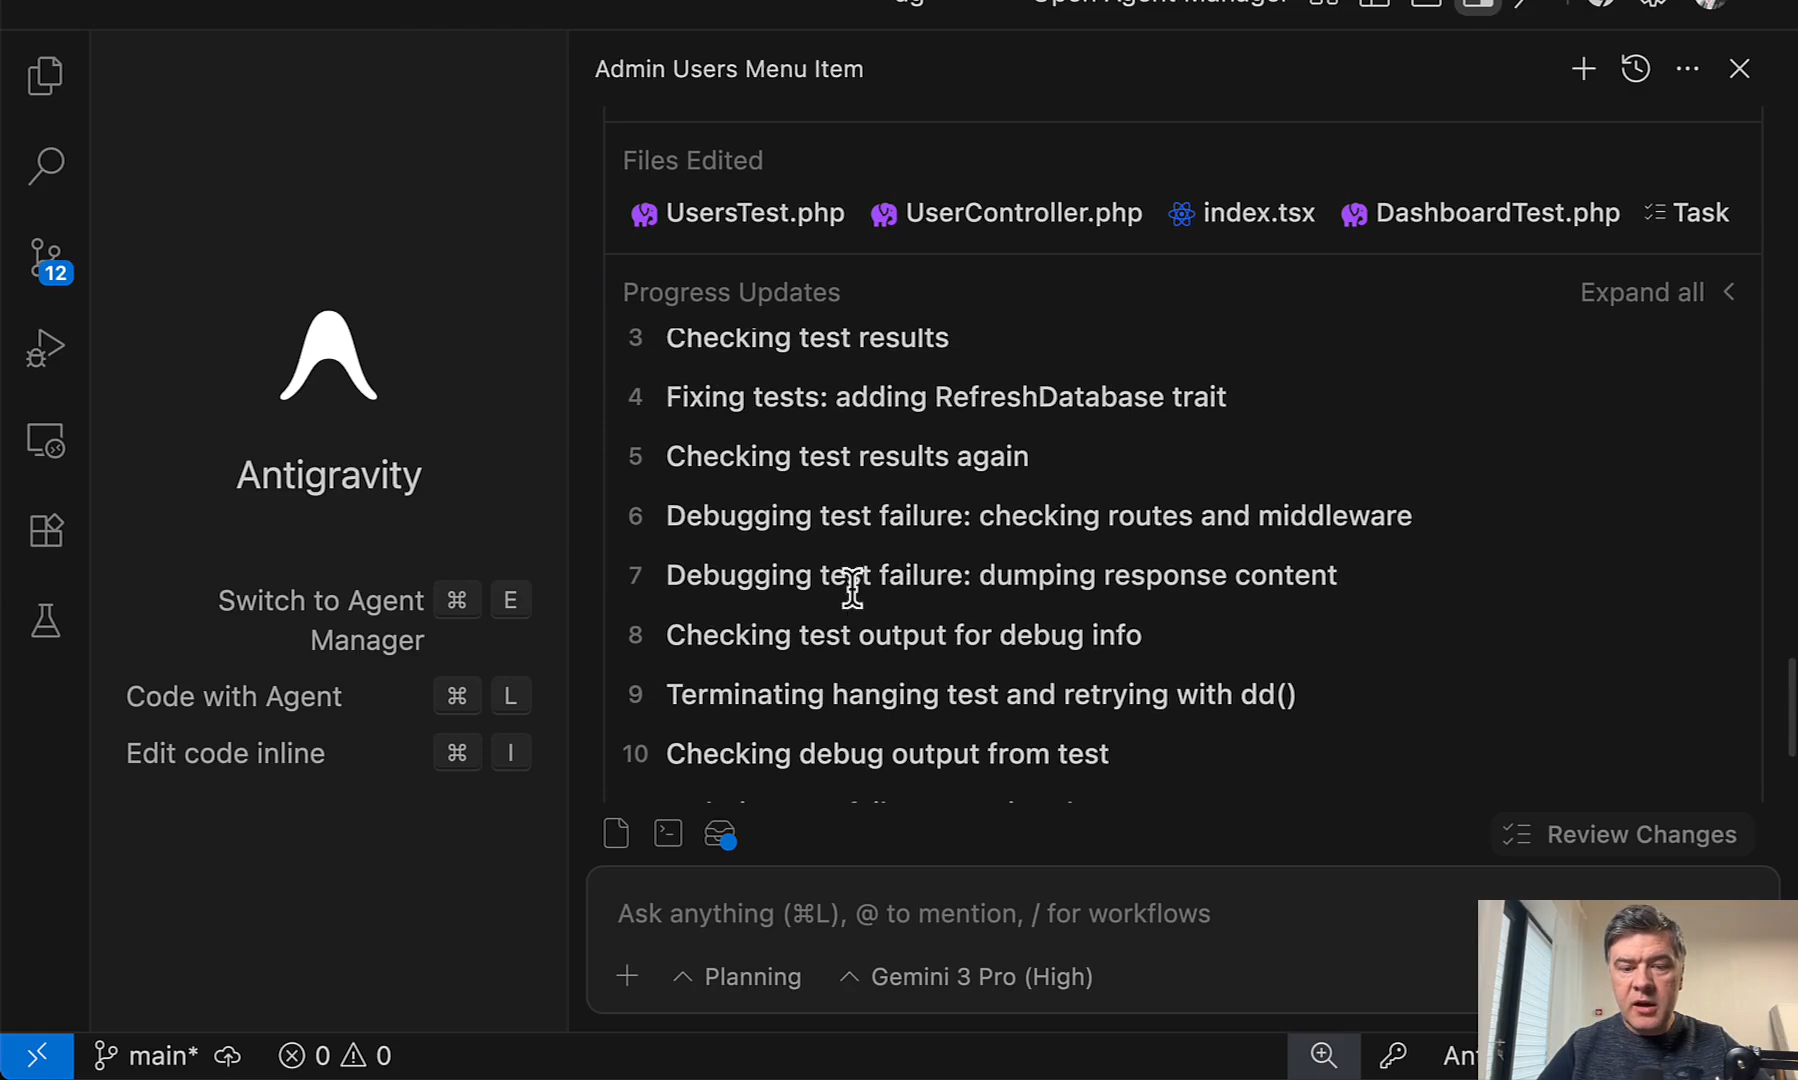 Open Agent Manager
Admin Users Menu Item
Files Edited
UsersTest.php UserController.php index.tsx DashboardTest.php Task
12
Progress Updates Expand all
3 Checking test results
4 Fixing tests: adding RefreshDatabase trait
5 Checking test results again
6 Debugging test failure: checking routes and middleware
7 Debugging test failure: dumping response content
8 Checking test output for debug info
9 Terminating hanging test and retrying with dd()
10 Checking debug output from test
Antigravity
Switch to Agent ⌘ E
Manager
Code with Agent ⌘ L
Edit code inline ⌘ I
Review Changes
Ask anything (⌘L), @ to mention, / for workflows
Planning Gemini 3 Pro (High)
main* 0 0